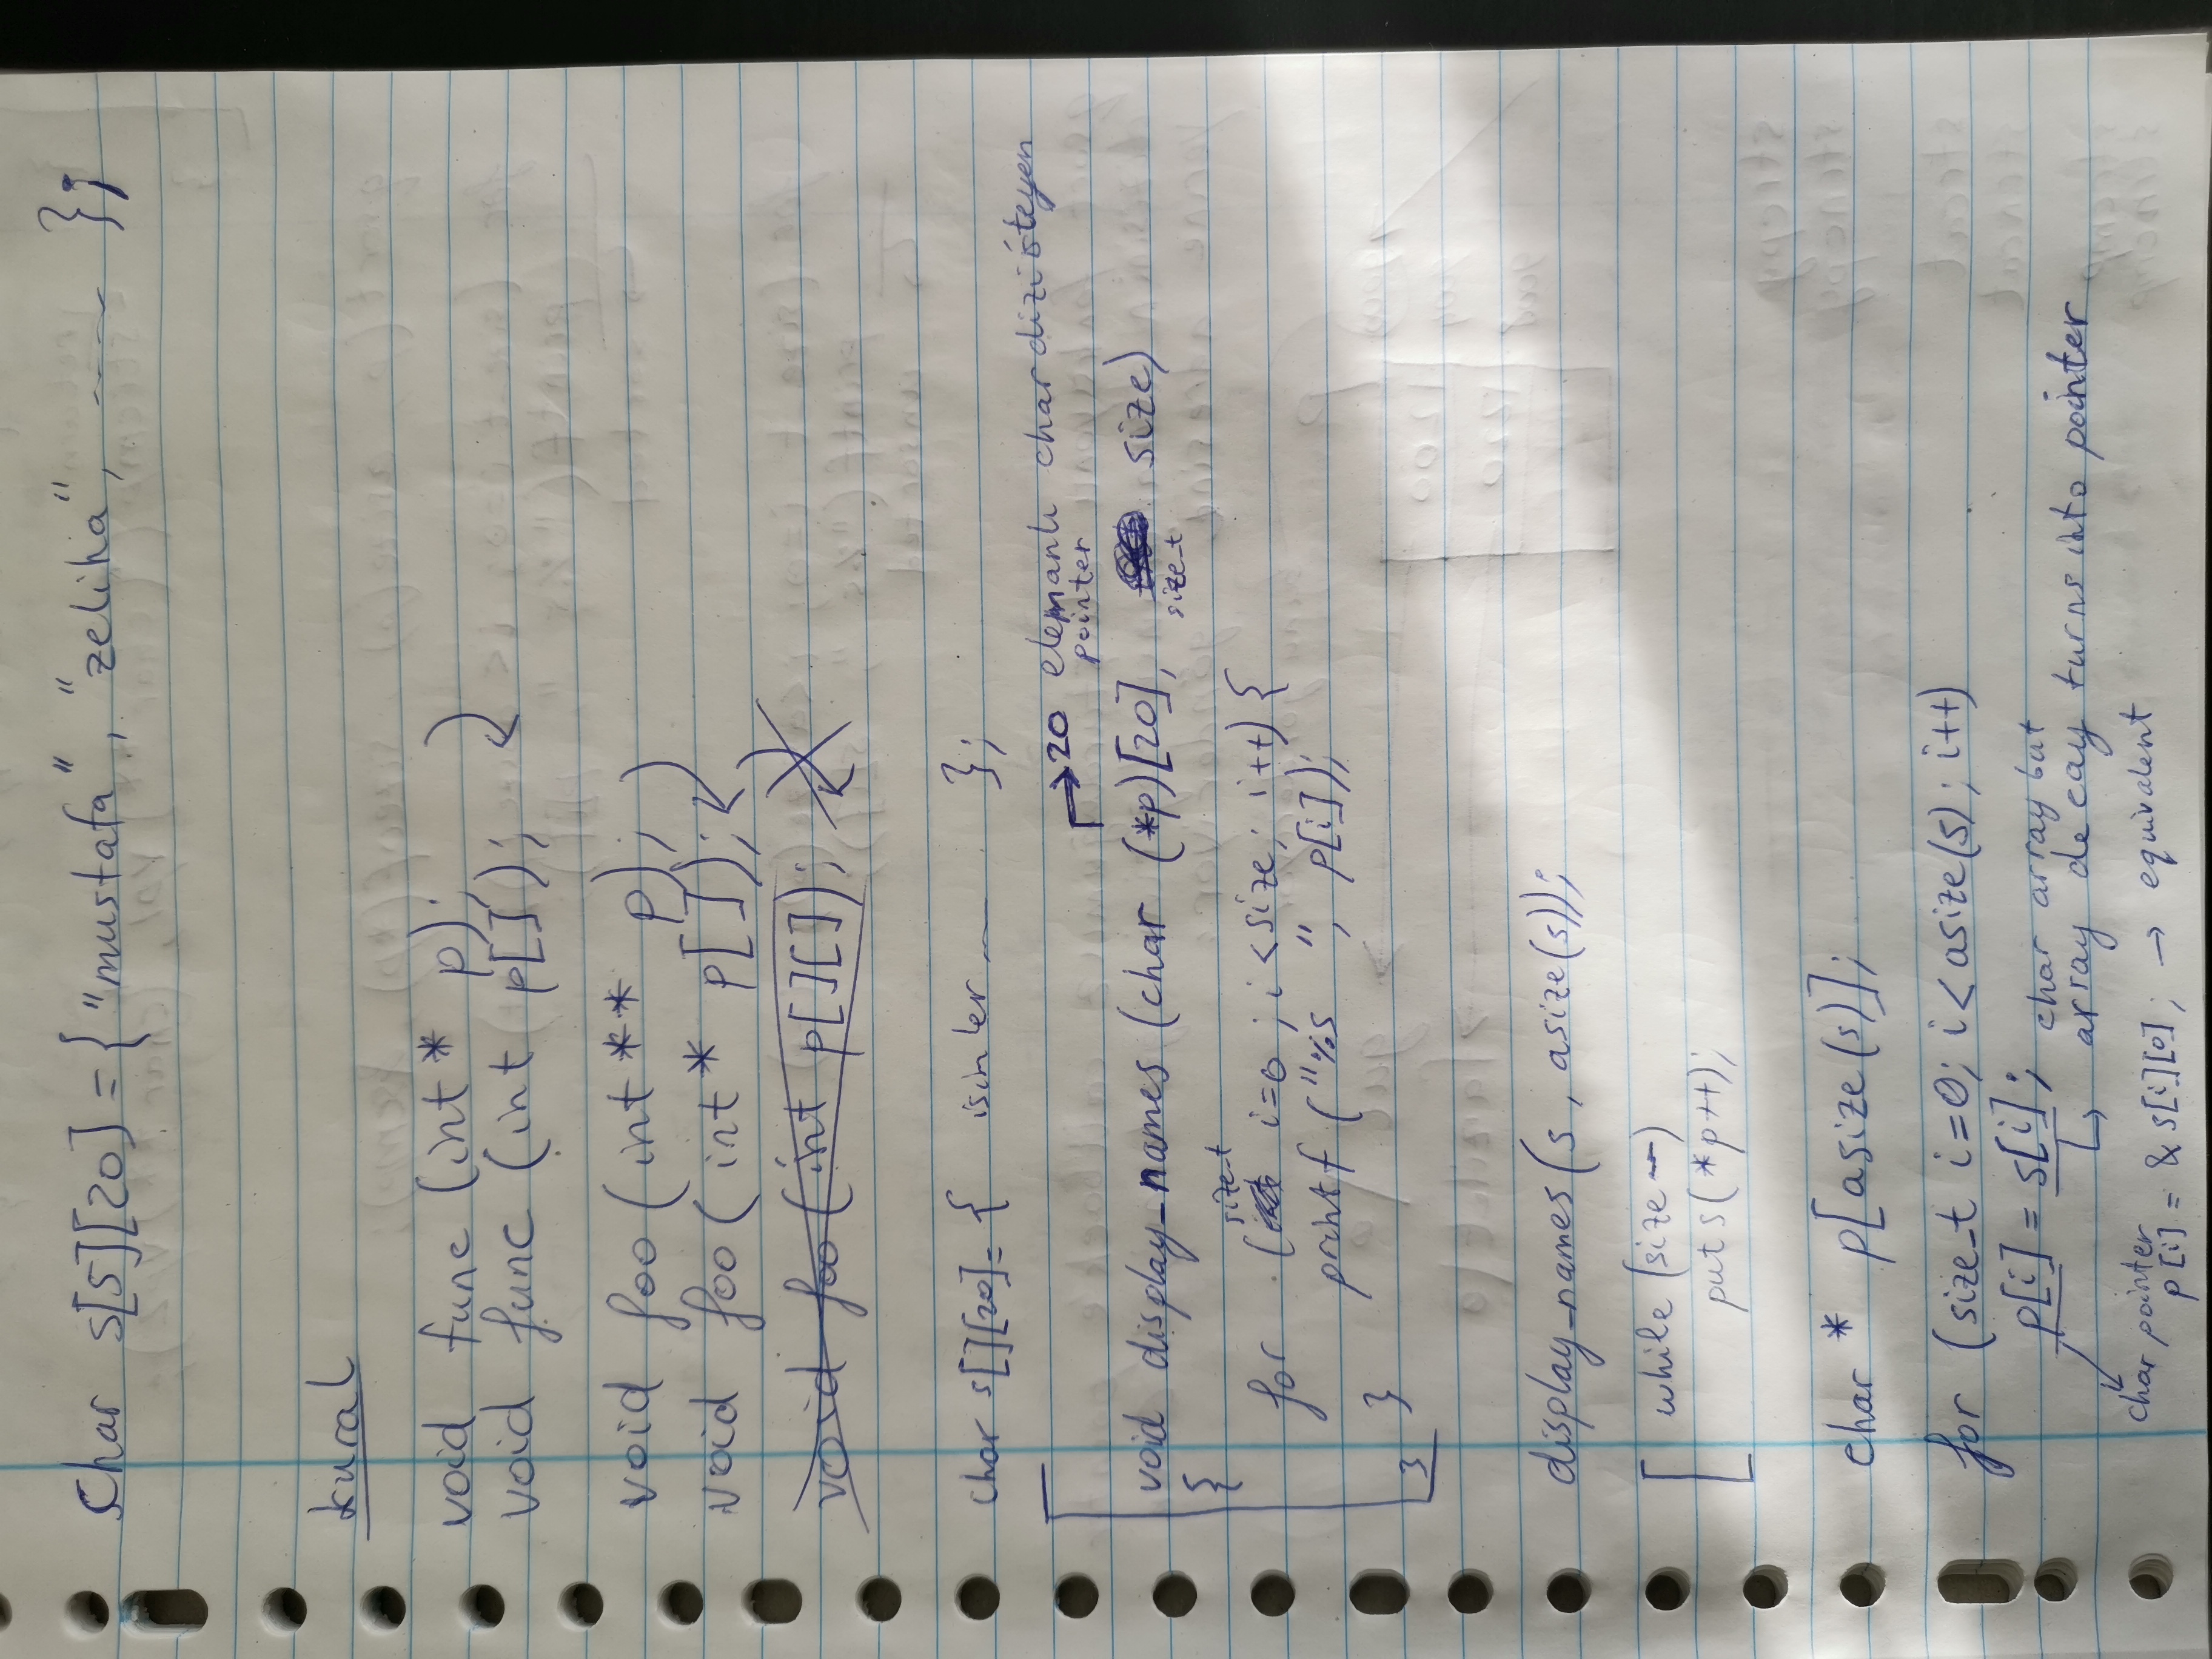 char s[5][20] = { "mustafa", "zeliha", };
kural
void func (int * p);
void func (int p[]);
void foo (int ** p);
void foo (int * p[]);
void foo (int p[][]);
char s[][20] = { isimler };
→ 20 elemanlı char dizi isteyen
pointer
void display_names (char (*p)[20], size_t size)
{
for (size_t i=0; i<size; i++) {
printf ("%s ", p[i]);
}
}
display_names (s, asize(s));
while (size--)
puts (*p++);
char * p[asize(s)];
for (size_t i=0; i<asize(s); i++)
p[i] = s[i]; char array but
array decay turns into pointer
char pointer
p[i] = & s[i][0]; → equivalent